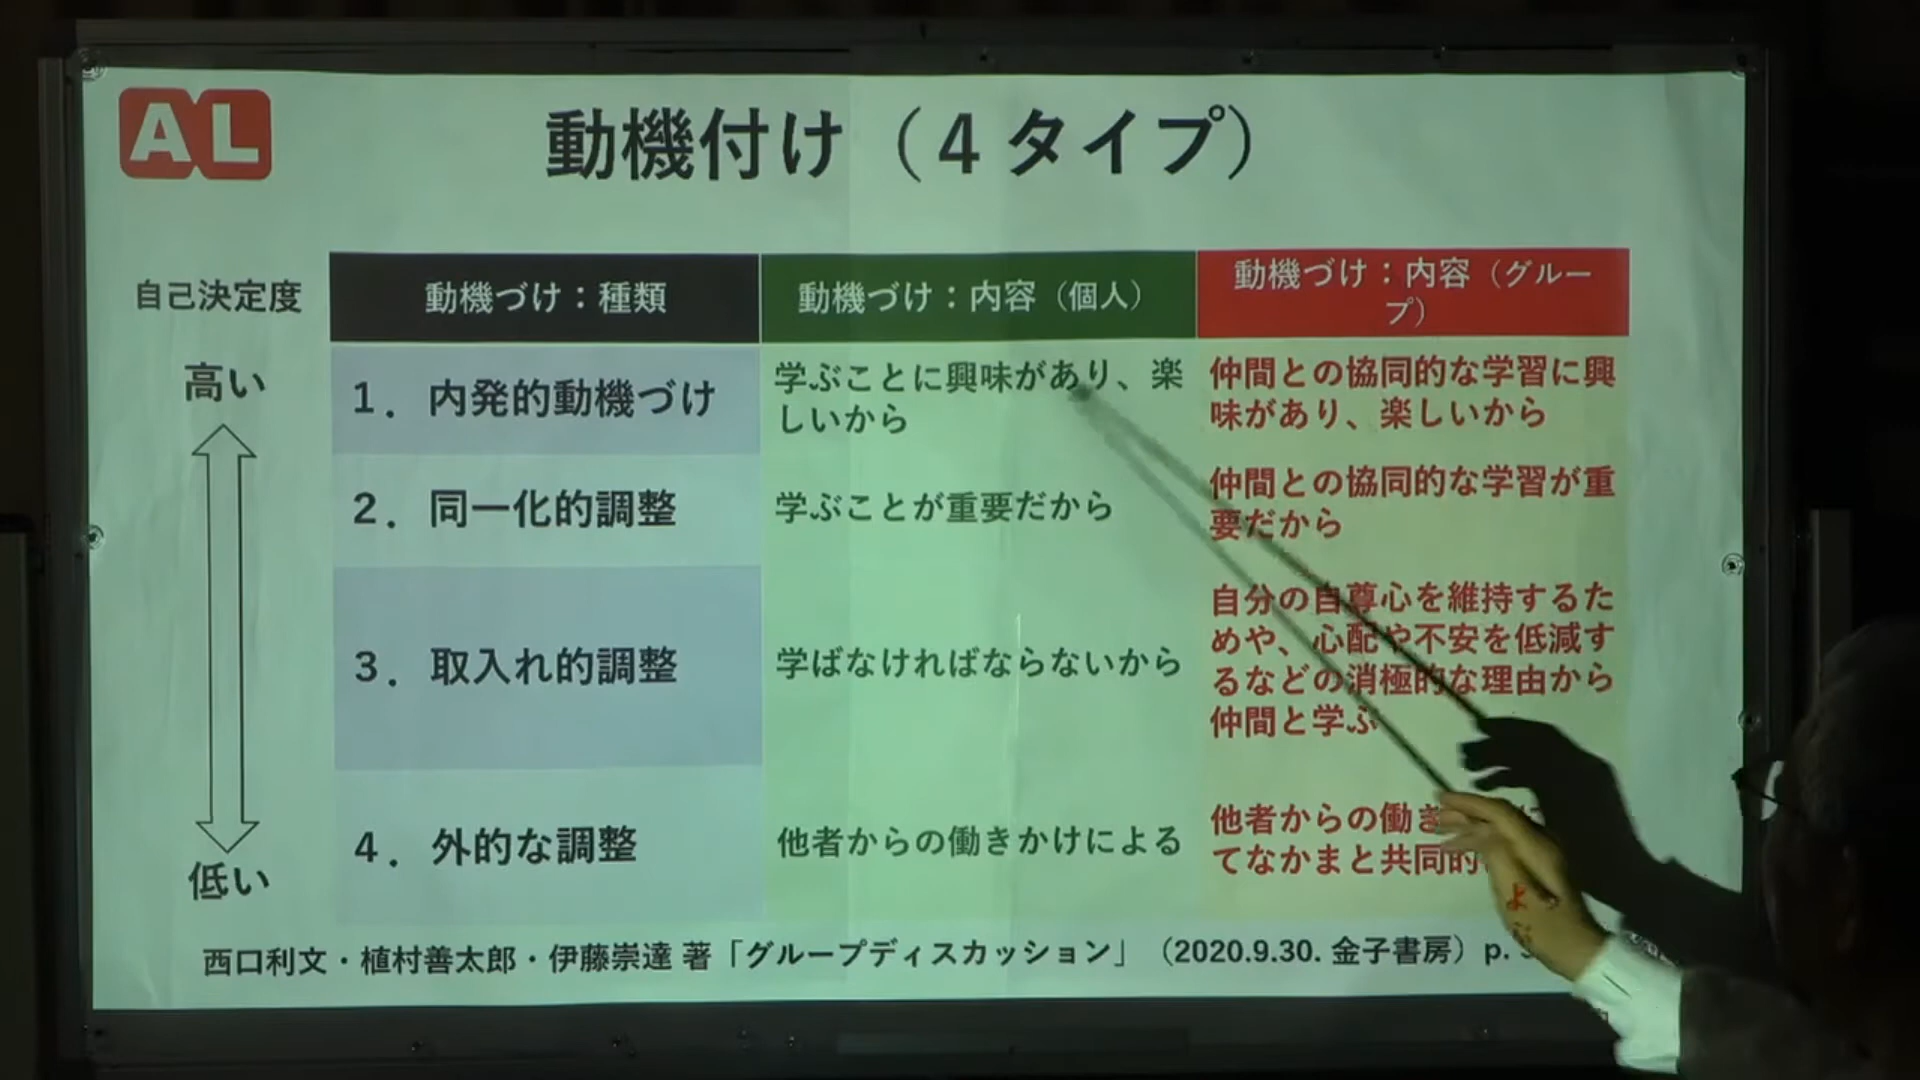 AL
動機付け（4タイプ）
自己決定度
高い
低い
動機づけ：種類
動機づけ：内容（個人）
動機づけ：内容（グルー
プ）
1．内発的動機づけ
学ぶことに興味があり、楽
しいから
仲間との協同的な学習に興
味があり、楽しいから
2．同一化的調整
学ぶことが重要だから
仲間との協同的な学習が重
要だから
3．取入れ的調整
学ばなければならないから
自分の自尊心を維持するた
めや、心配や不安を低減す
るなどの消極的な理由から
仲間と学ぶ
4．外的な調整
他者からの働きかけによる
他者からの働き
てなかまと共同的
西口利文・植村善太郎・伊藤崇達 著「グループディスカッション」（2020.9.30. 金子書房）p.